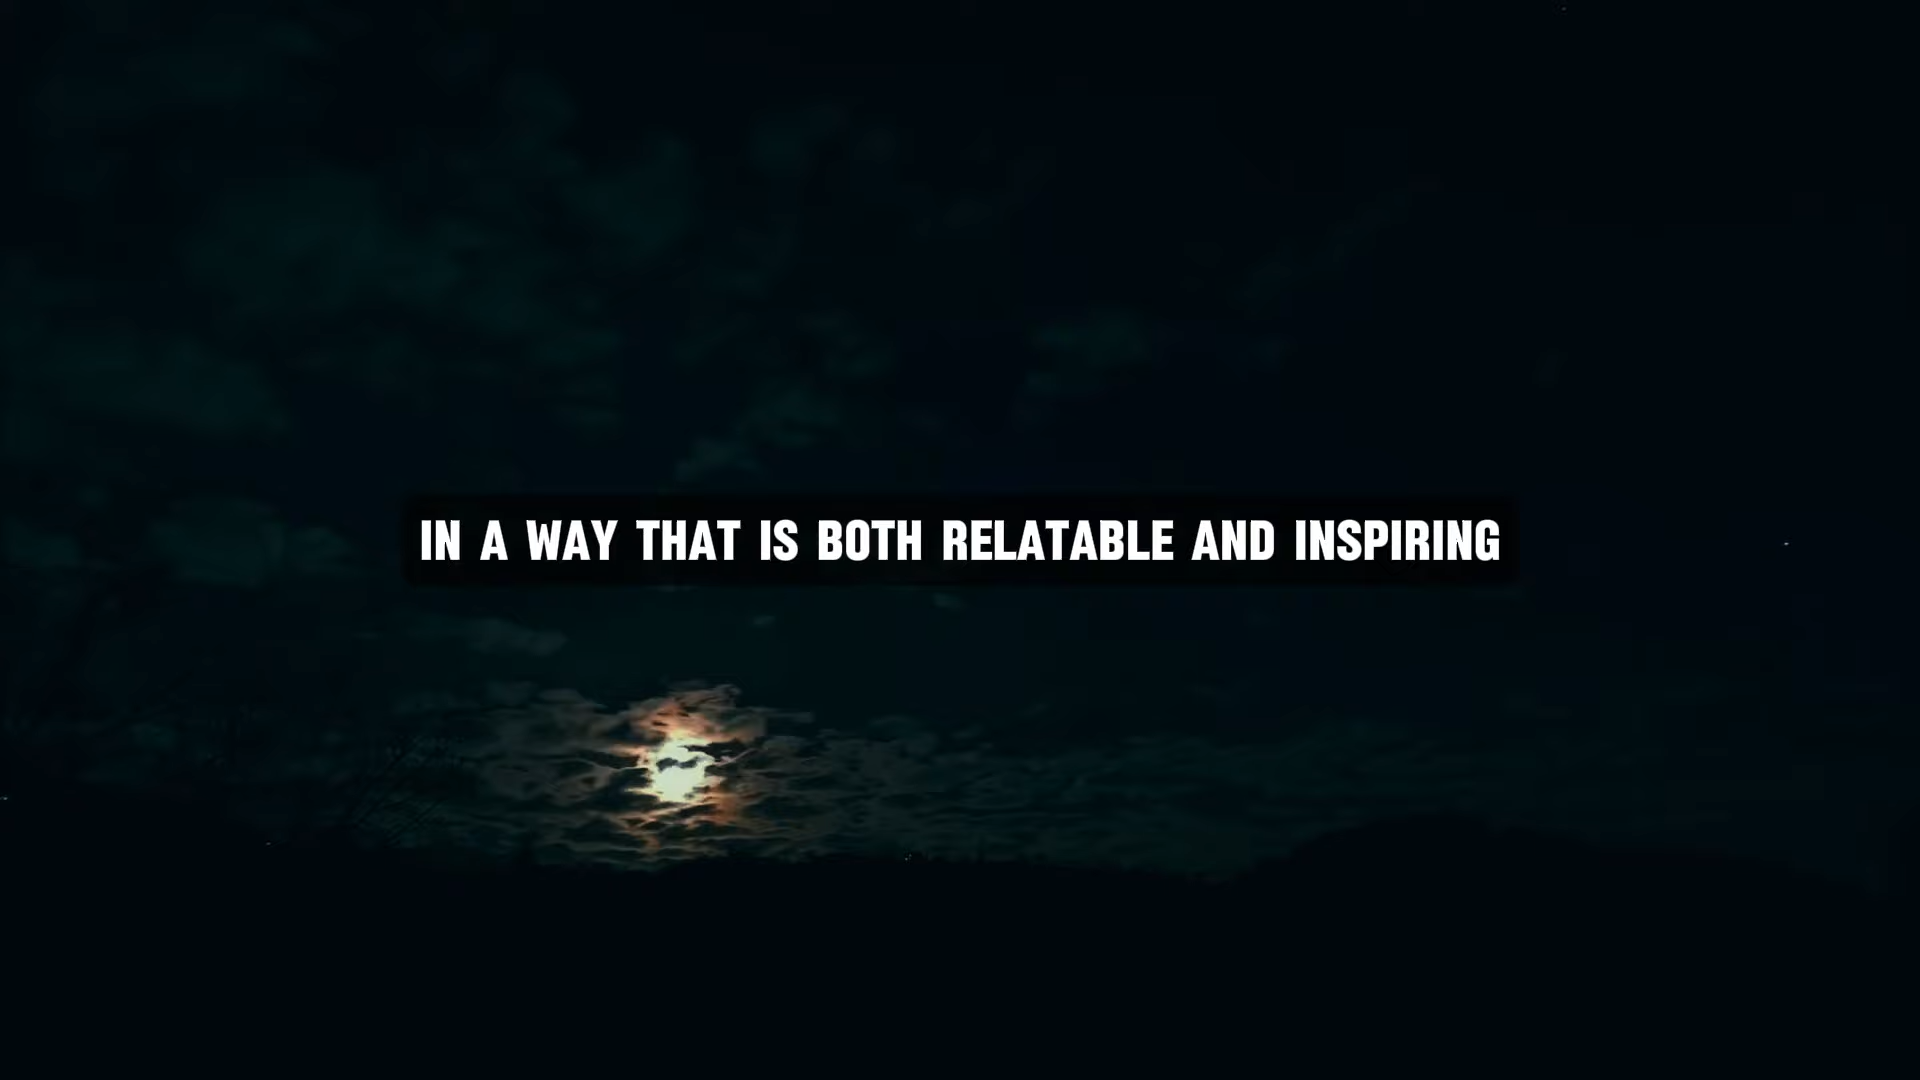 IN A WAY THAT IS BOTH RELATABLE AND INSPIRING